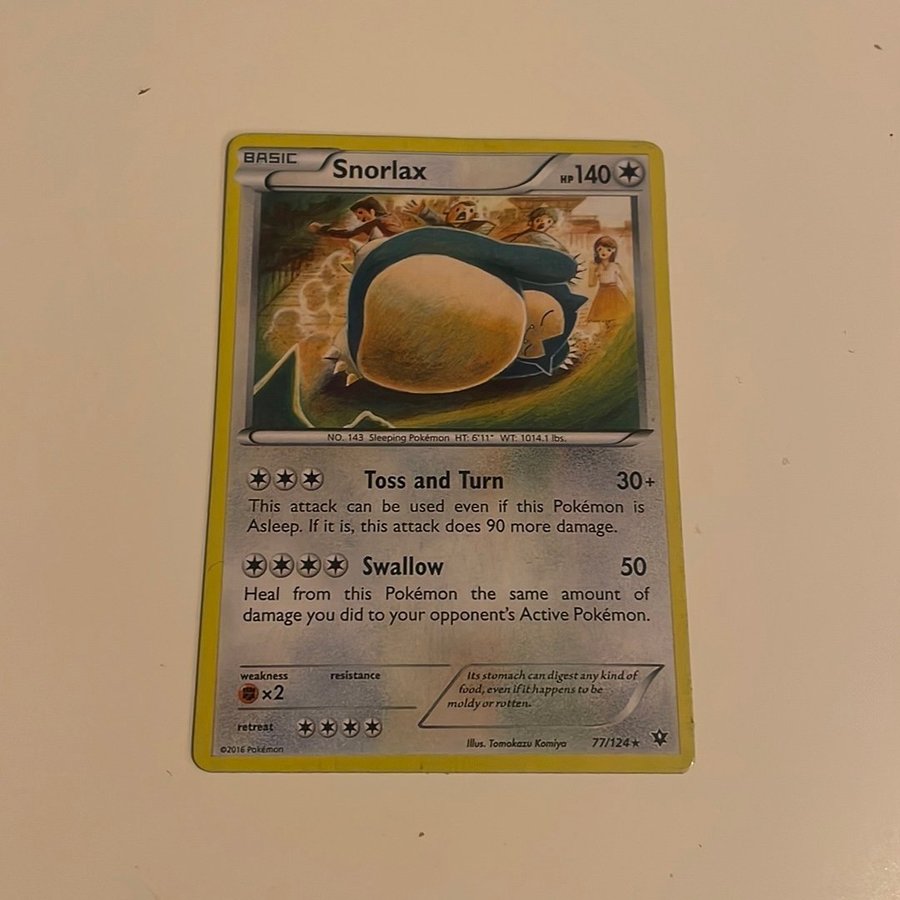 BASIC Snorlax HP 140
NO. 143 Sleeping Pokémon HT: 6'11" WT: 1014.1 lbs.
Toss and Turn 30+
This attack can be used even if this Pokémon is
Asleep. If it is, this attack does 90 more damage.
Swallow 50
Heal from this Pokémon the same amount of
damage you did to your opponent's Active Pokémon.
weakness resistance
×2
Its stomach can digest any kind of
food, even if it happens to be
moldy or rotten.
retreat
Illus. Tomokazu Komiya 77/124★
©2016 Pokémon